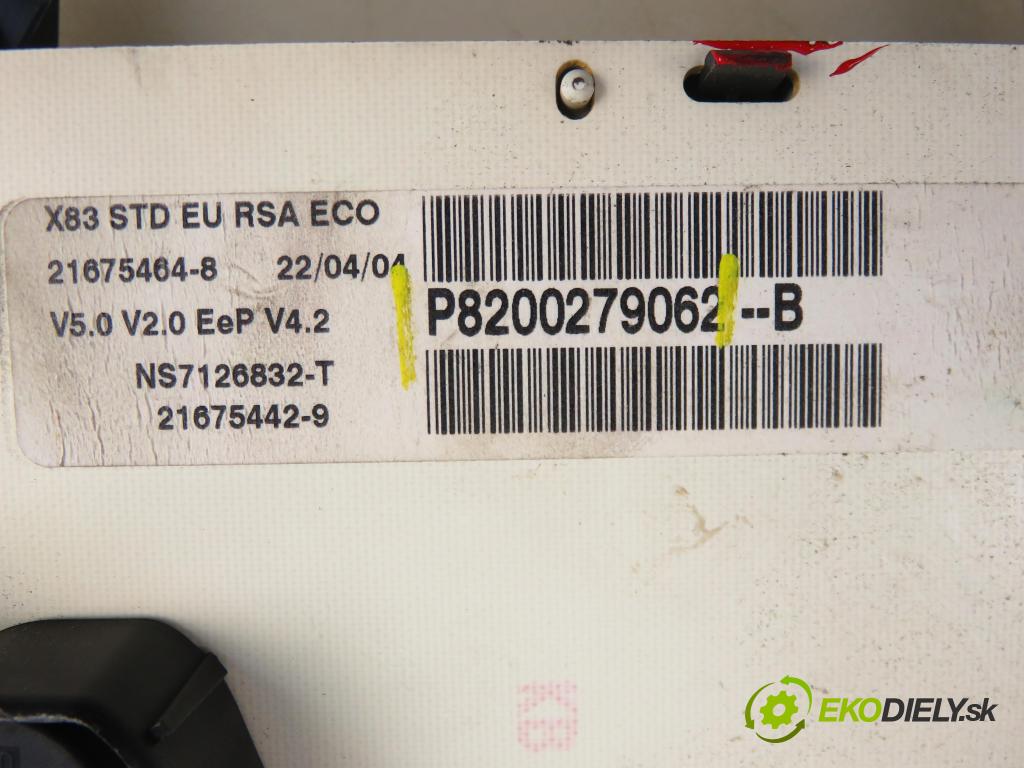 X83 STD EU RSA ECO
21675464-8 22/04/04
V5.0 V2.0 EeP V4.2
P8200279062 --B
NS7126832-T
21675442-9
KB
EKODIELY.sk